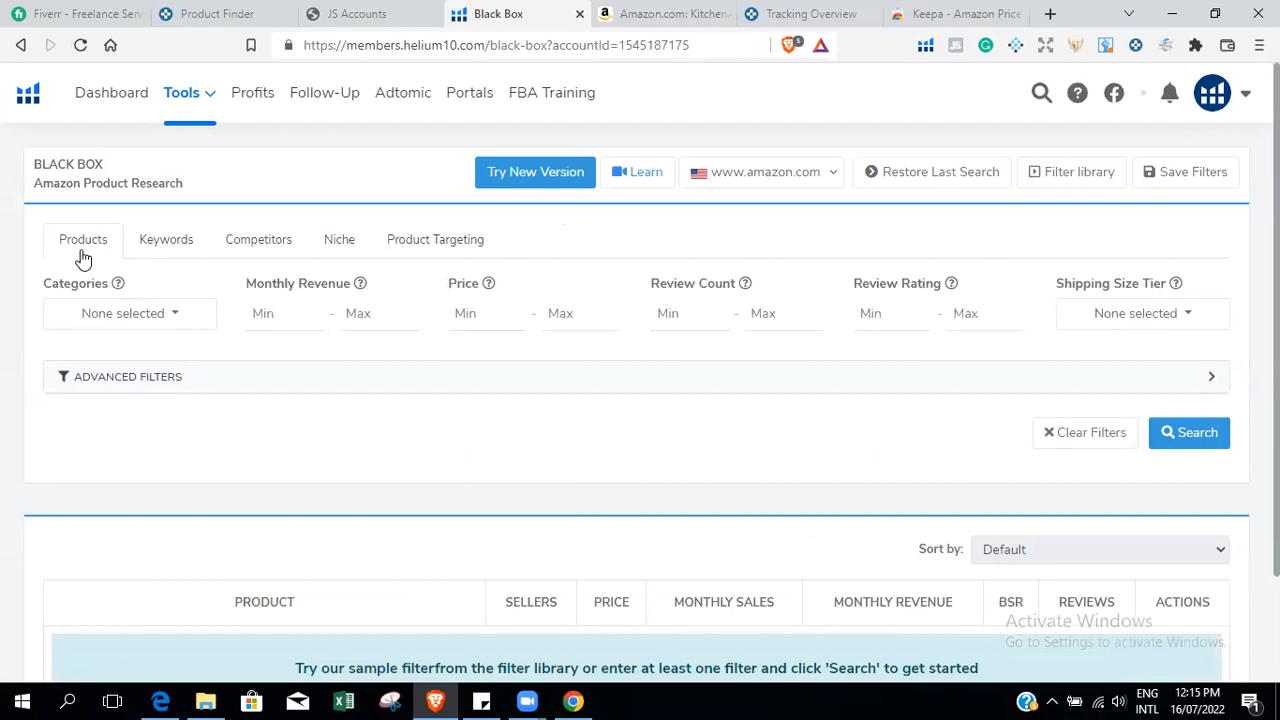 Fiverr - Freelance Serv
Product Finder
JS Accounts
Black Box
Amazon.com: Kitchen
Tracking Overview
Keepa - Amazon Price
https://members.helium10.com/black-box?accountId=1545187175
5
Dashboard
Tools
Profits
Follow-Up
Adtomic
Portals
FBA Training
BLACK BOX
Amazon Product Research
Try New Version
Learn
www.amazon.com
Restore Last Search
Filter library
Save Filters
Products
Keywords
Competitors
Niche
Product Targeting
Categories
Monthly Revenue
Price
Review Count
Review Rating
Shipping Size Tier
None selected
Min - Max
Min - Max
Min - Max
Min - Max
None selected
ADVANCED FILTERS
Clear Filters
Search
Sort by:
Default
PRODUCT
SELLERS
PRICE
MONTHLY SALES
MONTHLY REVENUE
BSR
REVIEWS
ACTIONS
Activate Windows
Go to Settings to activate Windows.
Try our sample filterfrom the filter library or enter at least one filter and click 'Search' to get started
ENG
INTL
12:15 PM
16/07/2022
1